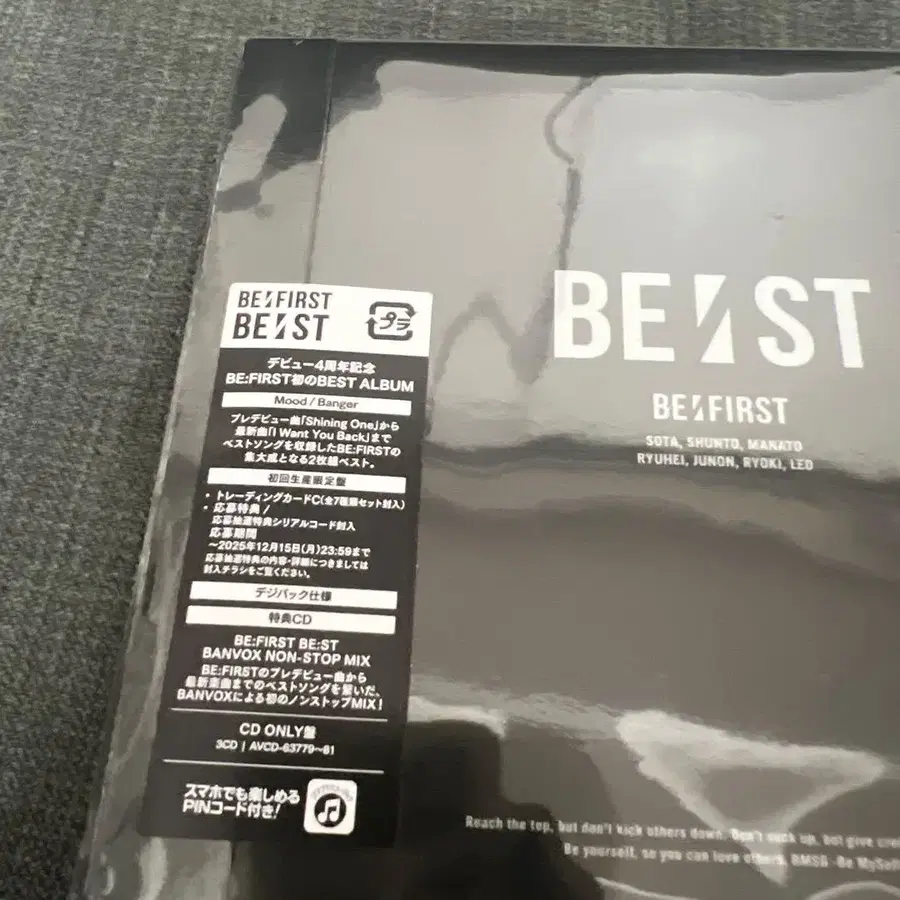 BE:FIRST
BE:ST
プラ
デビュー4周年記念
BE:FIRST初のBEST ALBUM
Mood / Banger
プレデビュー曲「Shining One」から
最新曲「I Want You Back」まで
ベストソングを収録したBE:FIRSTの
集大成となる2枚組ベスト。
初回生産限定盤
・トレーディングカードC(全7種類セット封入)
・応募特典 /
応募抽選特典シリアルコード封入
応募期間
~2025年12月15日(月)23:59まで
応募抽選特典の内容・詳細につきましては
封入チラシをご覧ください。
デジパック仕様
特典CD
BE:FIRST BE:ST
BANVOX NON-STOP MIX
BE:FIRSTのプレデビュー曲から
最新楽曲までのベストソングを繋いだ、
BANVOXによる初のノンストップMIX!
CD ONLY盤
3CD | AVCD-63779~81
スマホでも楽しめる
PINコード付き!
BE:ST
BE:FIRST
SOTA, SHUNTO, MANATO
RYUHEI, JUNON, RYOKI, LEO
Reach the top, but don't kick others down. Don't suck up, but give
Be yourself, so you can love others. BMSG -Be MySelf